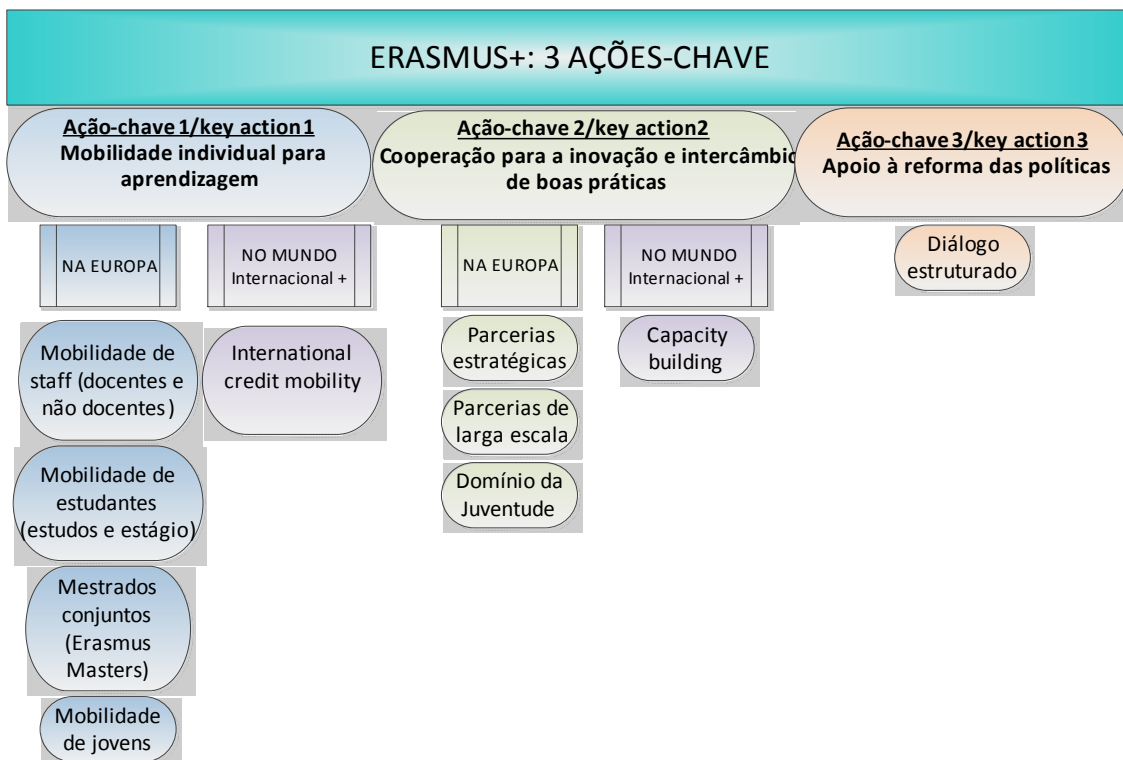 ERASMUS+: 3 AÇÕES-CHAVE
Ação-chave 1/key action 1
Mobilidade individual para
aprendizagem
Ação-chave 2/key action2
Cooperação para a inovação e intercâmbio
de boas práticas
Ação-chave 3/key action3
Apoio à reforma das políticas
NA EUROPA
NO MUNDO
Internacional +
NA EUROPA
NO MUNDO
Internacional +
Diálogo
estruturado
Mobilidade de
staff (docentes e
não docentes)
International
credit mobility
Parcerias
estratégicas
Capacity
building
Parcerias de
larga escala
Mobilidade de
estudantes
(estudos e estágio)
Domínio da
Juventude
Mestrados
conjuntos
(Erasmus
Masters)
Mobilidade
de jovens